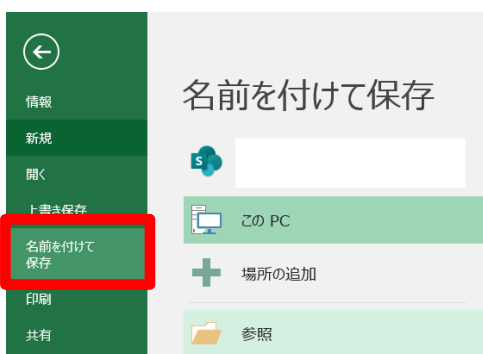 名前を付けて保存
情報
新規
開く
上書き保存
名前を付けて
保存
印刷
共有
S
この PC
場所の追加
参照